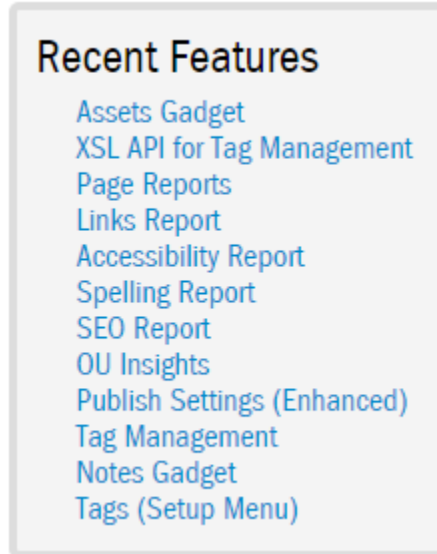 Recent Features
Assets Gadget
XSL API for Tag Management
Page Reports
Links Report
Accessibility Report
Spelling Report
SEO Report
OU Insights
Publish Settings (Enhanced)
Tag Management
Notes Gadget
Tags (Setup Menu)